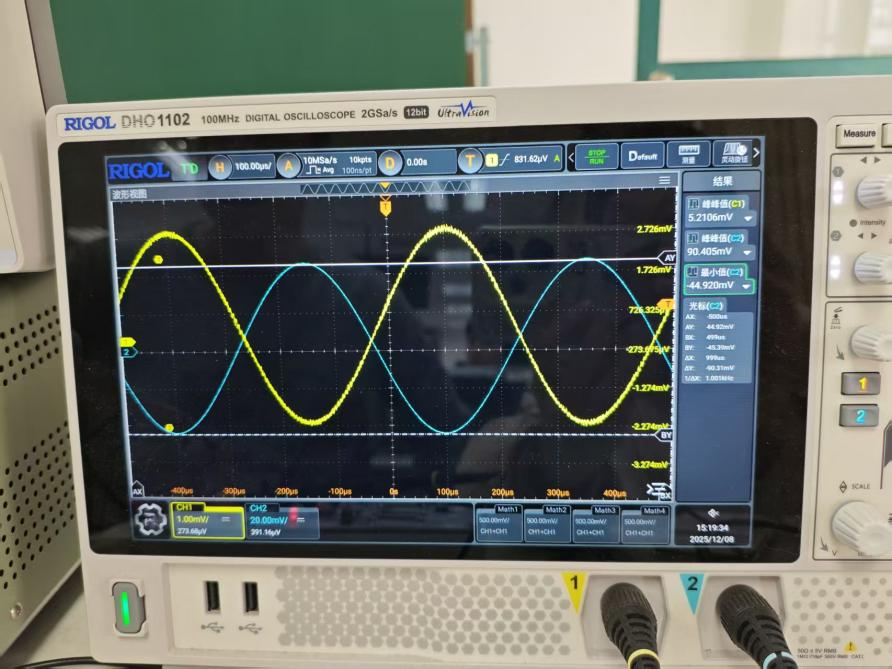 RIGOL DHO1102 100MHz DIGITAL OSCILLOSCOPE 2GSa/s 12bit UltraVision
RIGOL T'D H 100.00μs/ A 10MSa/s 10kpts Avg 100ns/pt D 0.00s T 1 831.62μV A STOP RUN Default 测量
波形视图
结果
峰峰值(C1)
5.2106mV
峰峰值(C2)
90.405mV
最小值(C2)
-44.920mV
光标(C2)
AX: -500us
AY: 44.92mV
BX: 499us
BY: -45.39mV
ΔX: 999us
ΔY: -90.31mV
1/ΔX: 1.001kHz
T
2.726mV
AY
1.726mV
T
726.325μV
2
-273.675μV
-1.274mV
-2.274mV
BY
-3.274mV
AX
-400μs -300μs -200μs -100μs 0s 100μs 200μs 300μs 400μs
BX
CH1
1.00mV/
273.68μV
CH2
20.00mV/
391.16μV
Math1
500.00mV/
CH1+CH1
Math2
500.00mV/
CH1+CH1
Math3
500.00mV/
CH1+CH1
Math4
500.00mV/
CH1+CH1
15:19:34
2025/12/08
Measure
1
2
Intensity
Zero
1
2
SCALE
V
1
2